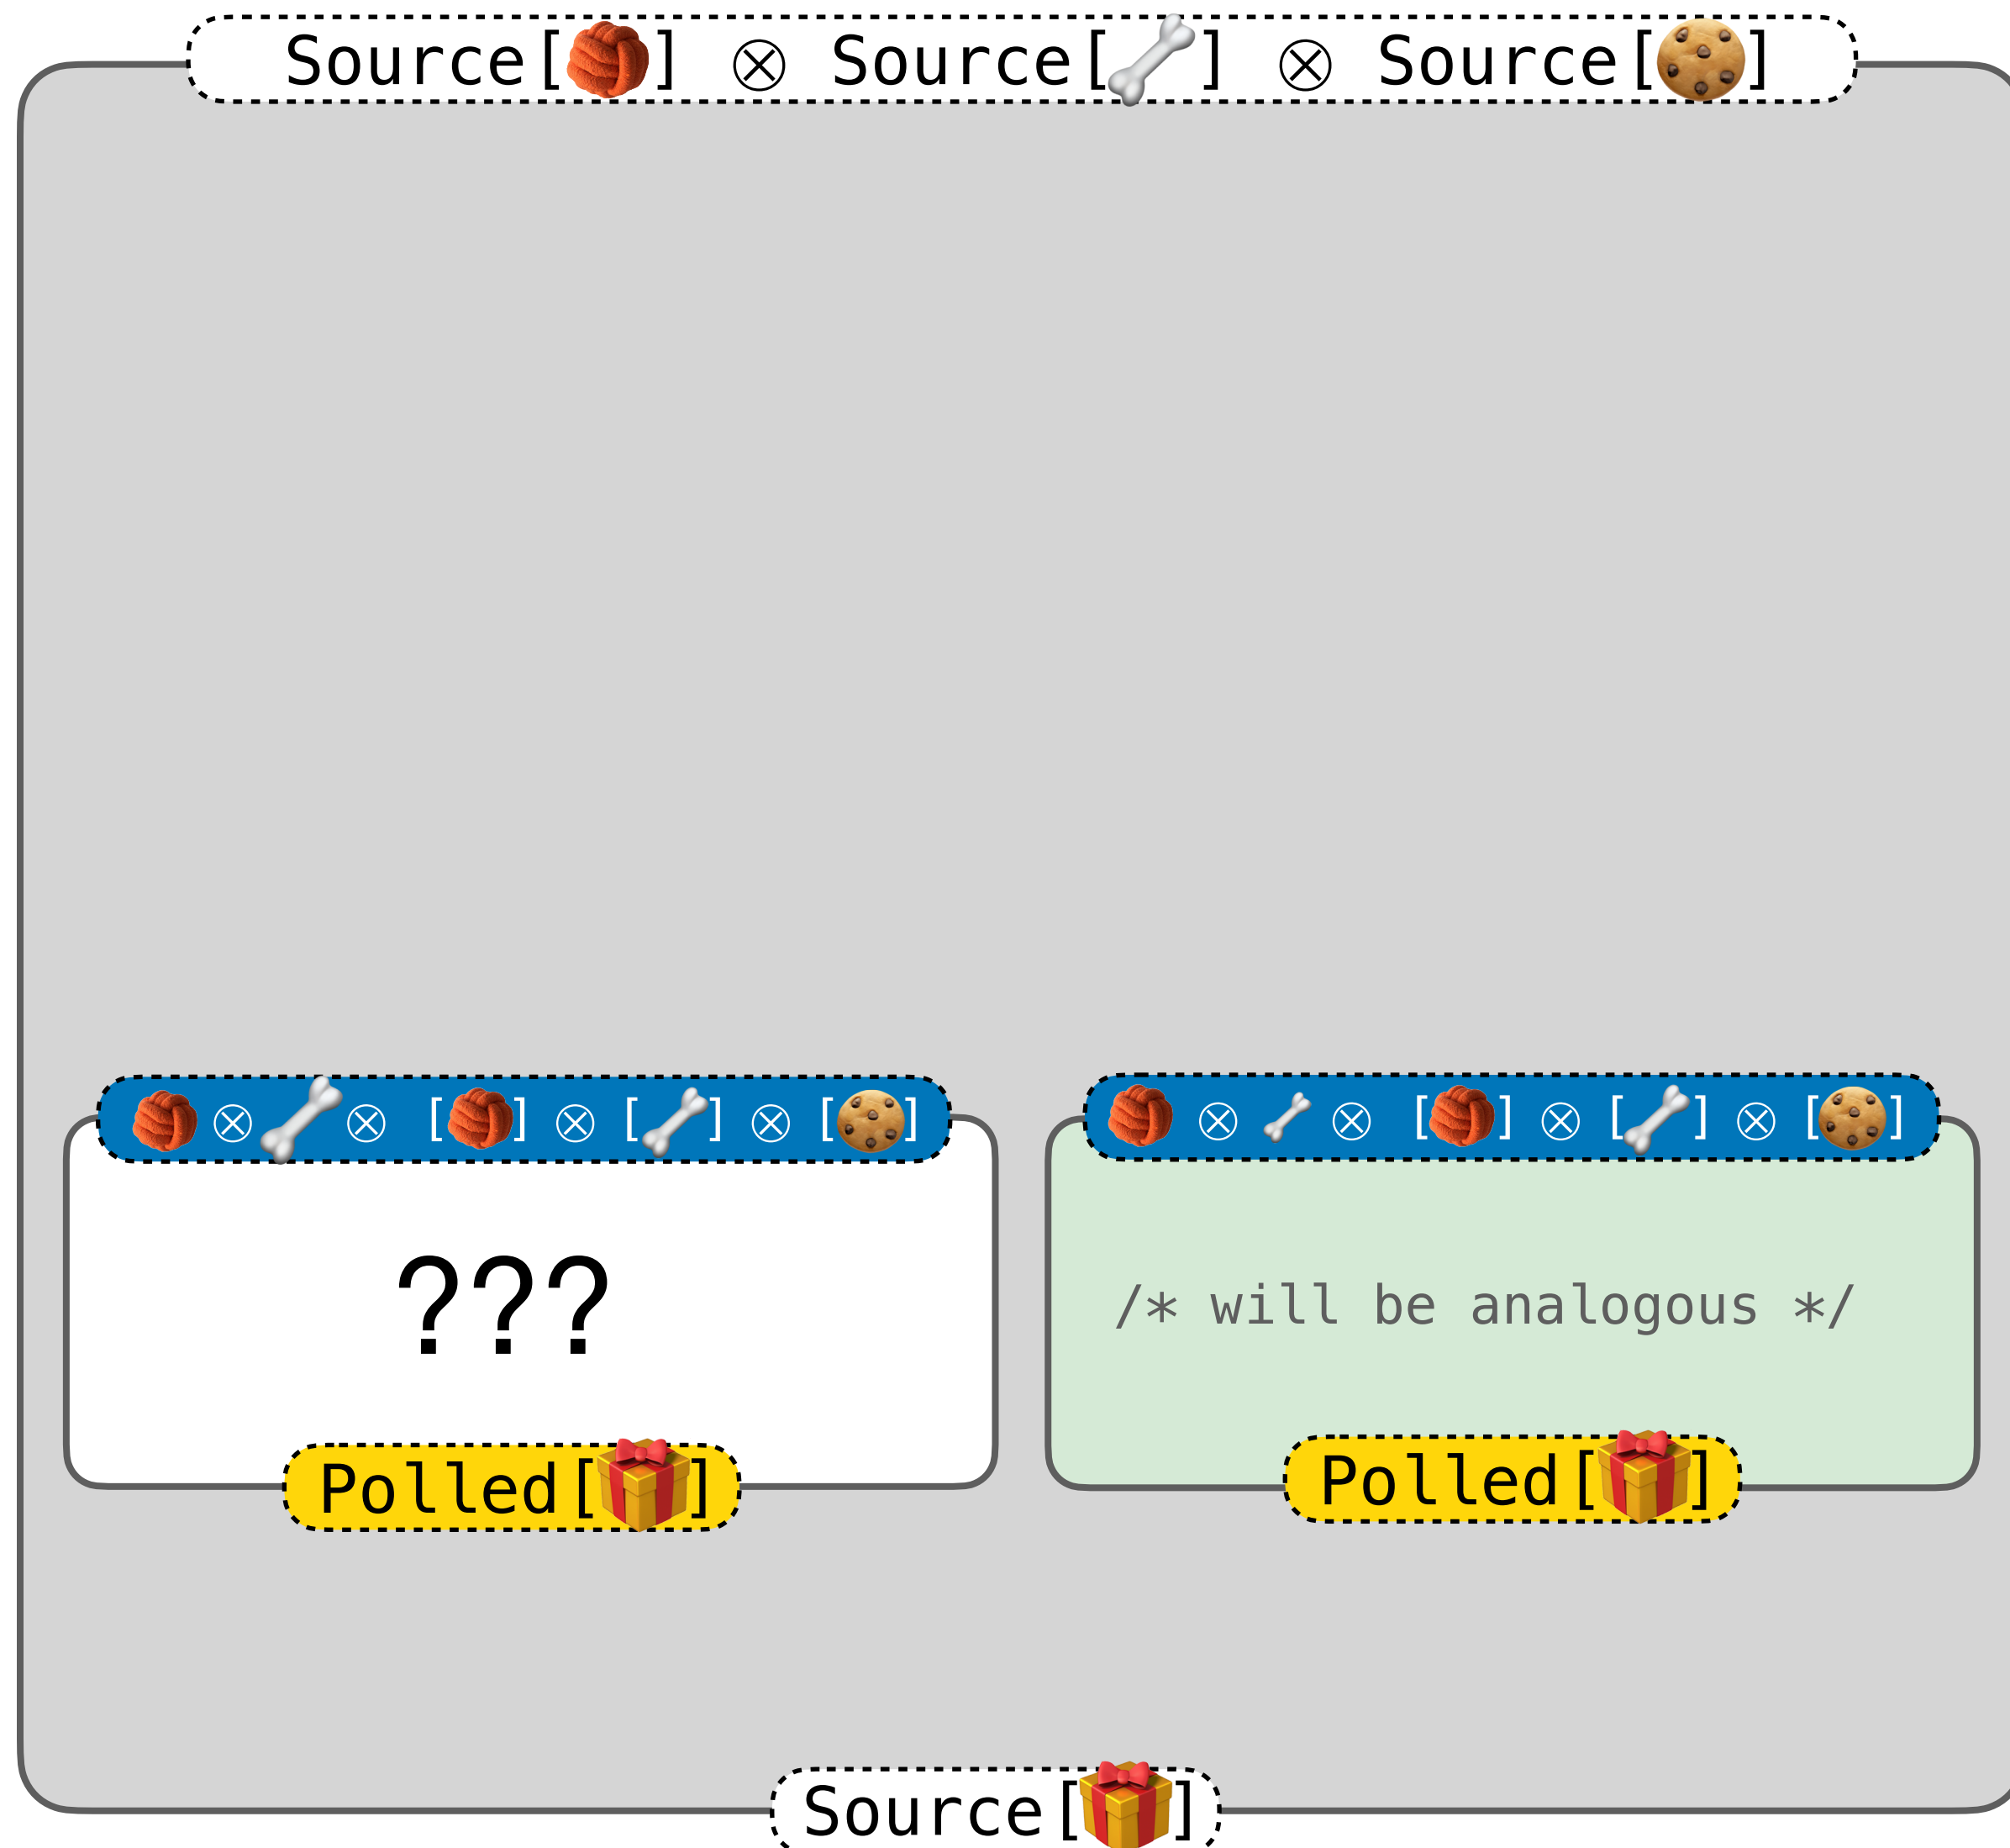 Source[🧶] ⊗ Source[🦴] ⊗ Source[🍪]
🧶 ⊗ 🦴 ⊗ [🧶] ⊗ [🦴] ⊗ [🍪]
🧶 ⊗ 🦴 ⊗ [🧶] ⊗ [🦴] ⊗ [🍪]
???
/* will be analogous */
Polled[🎁]
Polled[🎁]
Source[🎁]